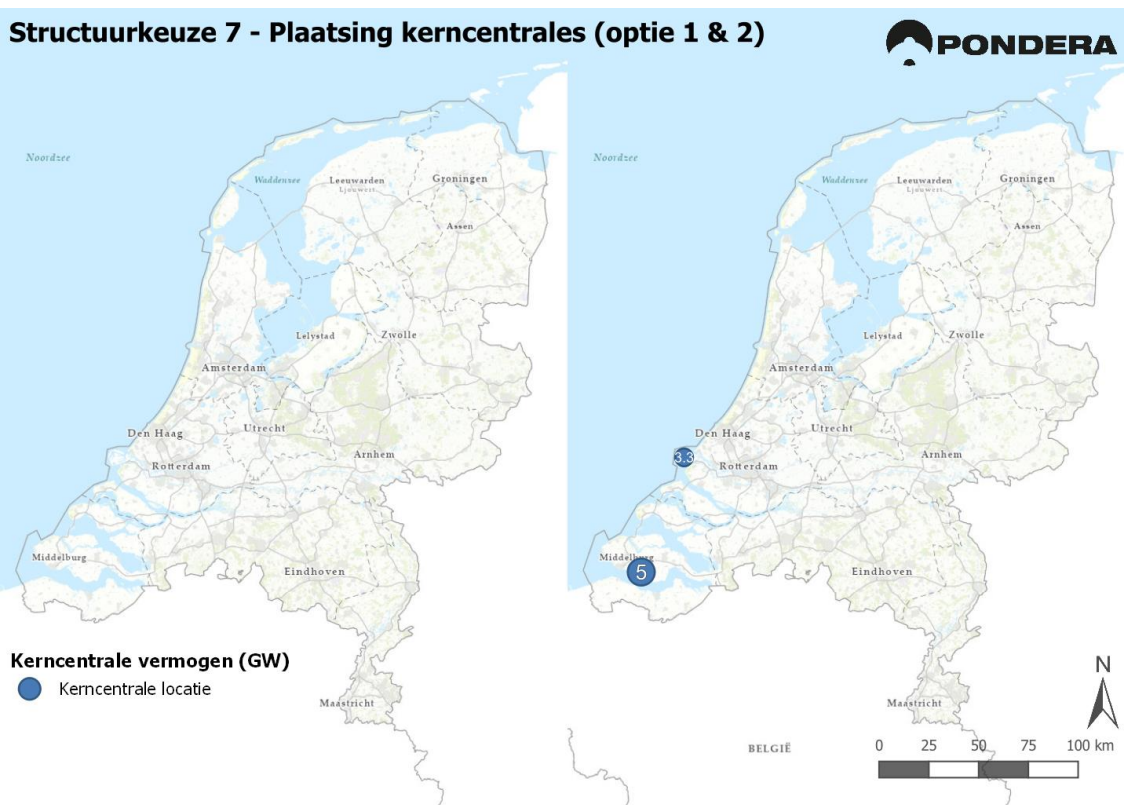 Structuurkeuze 7 - Plaatsing kerncentrales (optie 1 & 2)
PONDERA
Noordzee
Waddenzee
Leeuwarden
Ljouwert
Groningen
Assen
Lelystad
Zwolle
Amsterdam
Den Haag
Utrecht
Arnhem
Rotterdam
Middelburg
Eindhoven
Maastricht
Kerncentrale vermogen (GW)
Kerncentrale locatie
Noordzee
Waddenzee
Leeuwarden
Ljouwert
Groningen
Assen
Lelystad
Zwolle
Amsterdam
Den Haag
Utrecht
Arnhem
3.3
Rotterdam
Middelburg
5
Eindhoven
Maastricht
BELGIË
N
0 25 50 75 100 km